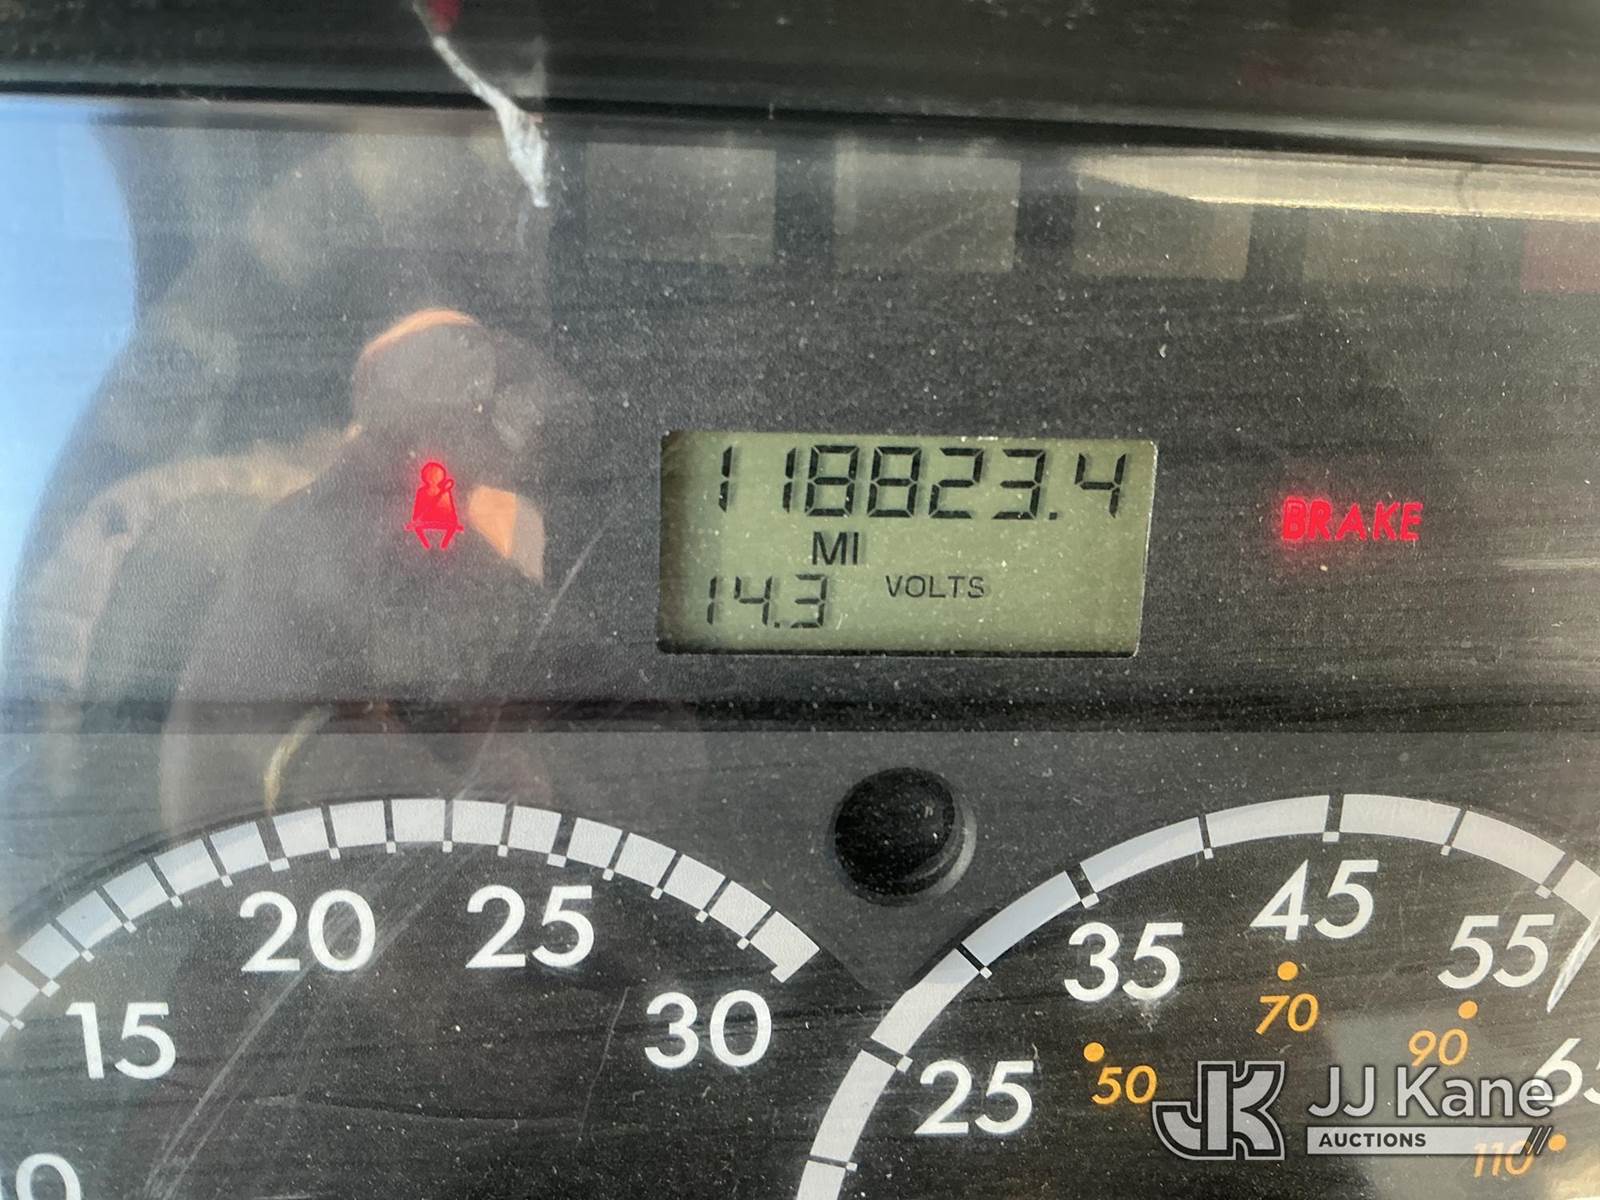 118823.4
MI
14.3 VOLTS
BRAKE
15 20 25 30
25 35 45 55 65
50 70 90 110
JJ Kane
AUCTIONS